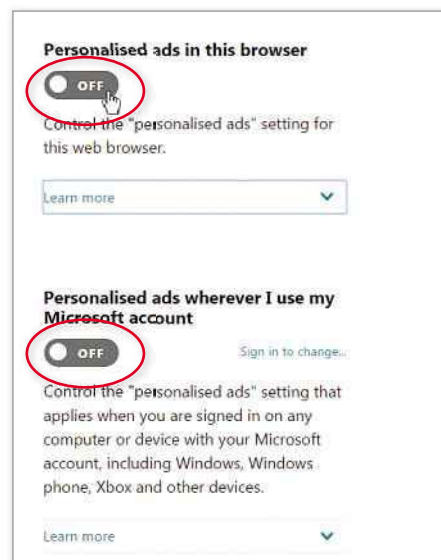 Personalised ads in this browser
OFF
Control the "personalised ads" setting for
this web browser.
Learn more
Personalised ads wherever I use my
Microsoft account
OFF
Sign in to change...
Control the "personalised ads" setting that
applies when you are signed in on any
computer or device with your Microsoft
account, including Windows, Windows
phone, Xbox and other devices.
Learn more